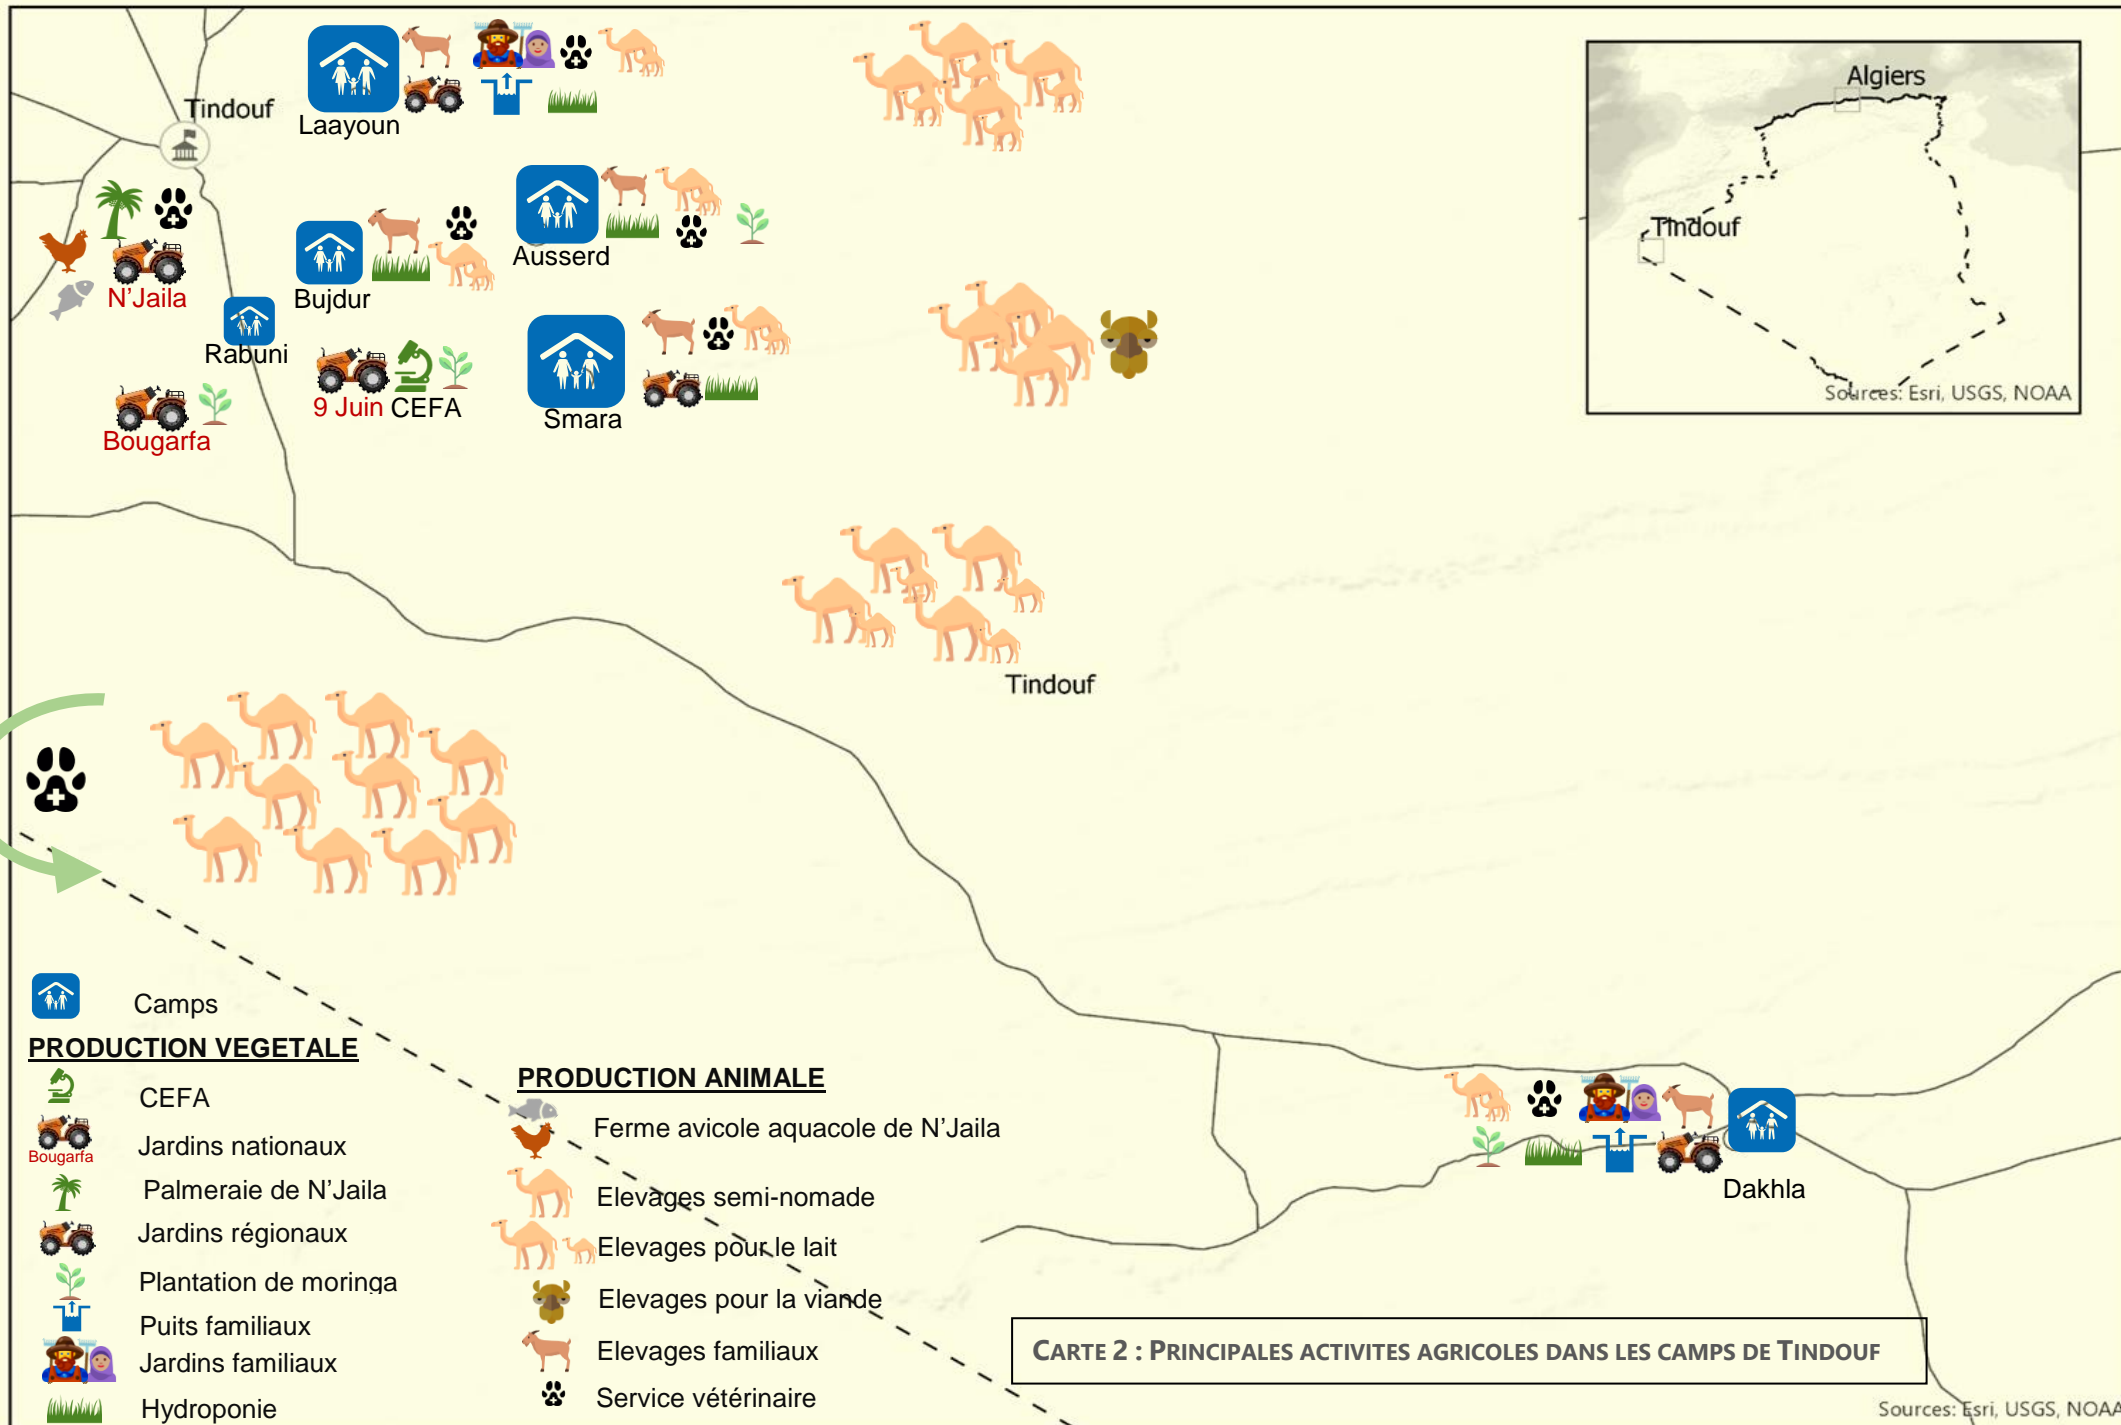 Tindouf
Laayoun
Algiers
Tindouf
Sources: Esri, USGS, NOAA
Ausserd
N'Jaila
Bujdur
Rabuni
9 Juin CEFA
Smara
Bougarfa
Tindouf
Camps
PRODUCTION VEGETALE
CEFA
Bougarfa
Jardins nationaux
Palmeraie de N'Jaila
Jardins régionaux
Plantation de moringa
Puits familiaux
Jardins familiaux
Hydroponie
PRODUCTION ANIMALE
Ferme avicole aquacole de N'Jaila
Elevages semi-nomade
Elevages pour le lait
Elevages pour la viande
Elevages familiaux
Service vétérinaire
Dakhla
CARTE 2 : PRINCIPALES ACTIVITES AGRICOLES DANS LES CAMPS DE TINDOUF
Sources: Esri, USGS, NOAA